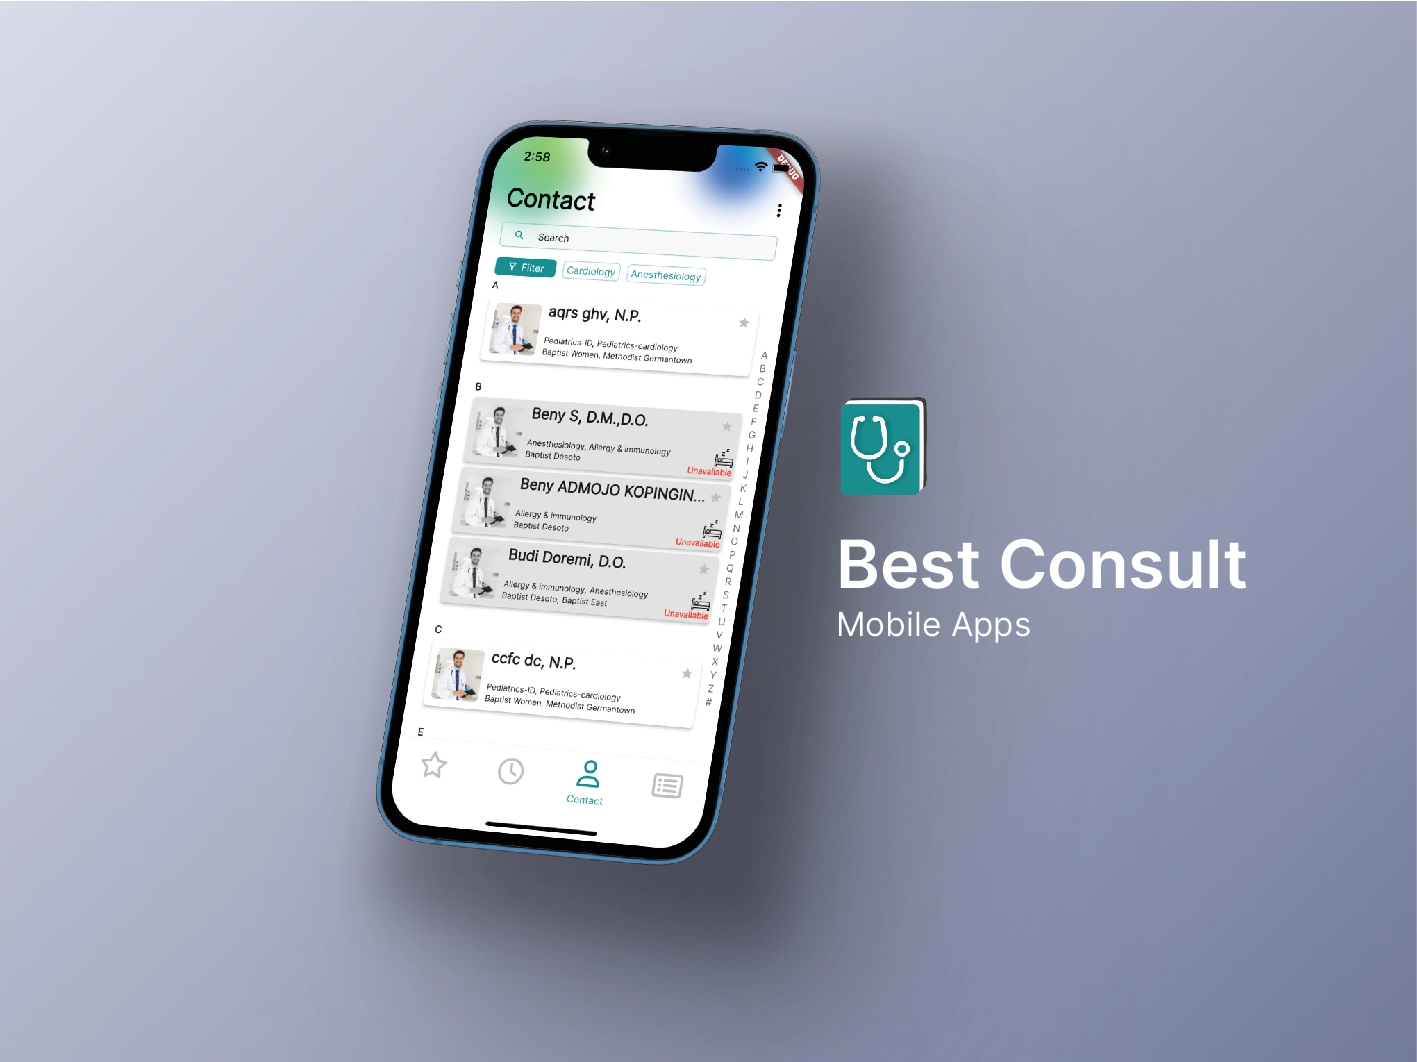 2:58
DEBUG
Contact
Search
Filter
Cardiology
Anesthesiology
A
aqrs ghv, N.P.
Pediatrics-ID, Pediatrics-cardiology
Baptist Women, Methodist Germantown
B
Beny S, D.M.,D.O.
Anesthesiology, Allergy & immunology
Baptist Desoto
Unavailable
Beny ADMOJO KOPINGIN...
Allergy & immunology
Baptist Desoto
Unavailable
Budi Doremi, D.O.
Allergy & immunology, Anesthesiology
Baptist Desoto, Baptist East
Unavailable
C
ccfc dc, N.P.
Pediatrics-ID, Pediatrics-cardiology
Baptist Women, Methodist Germantown
E
A
B
C
D
E
F
G
H
I
J
K
L
M
N
O
P
Q
R
S
T
U
V
W
X
Y
Z
#
Contact
Best Consult
Mobile Apps